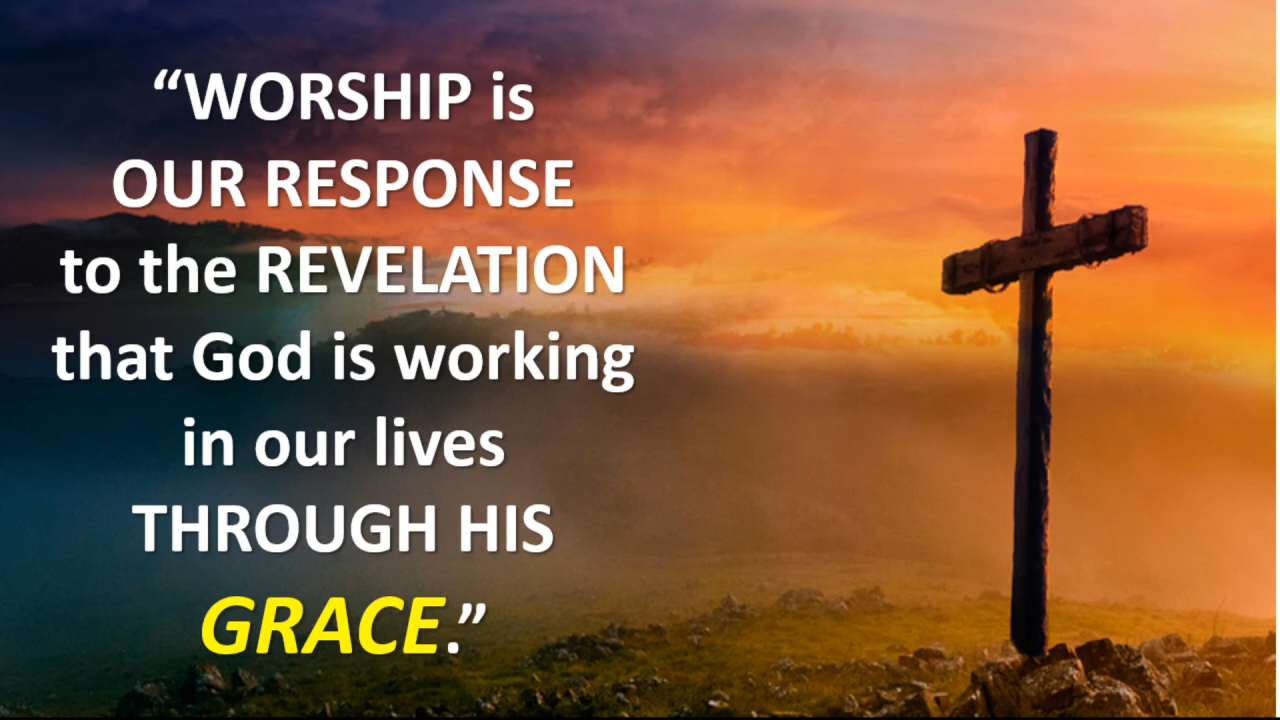 “WORSHIP is
OUR RESPONSE
to the REVELATION
that God is working
in our lives
THROUGH HIS
GRACE.”